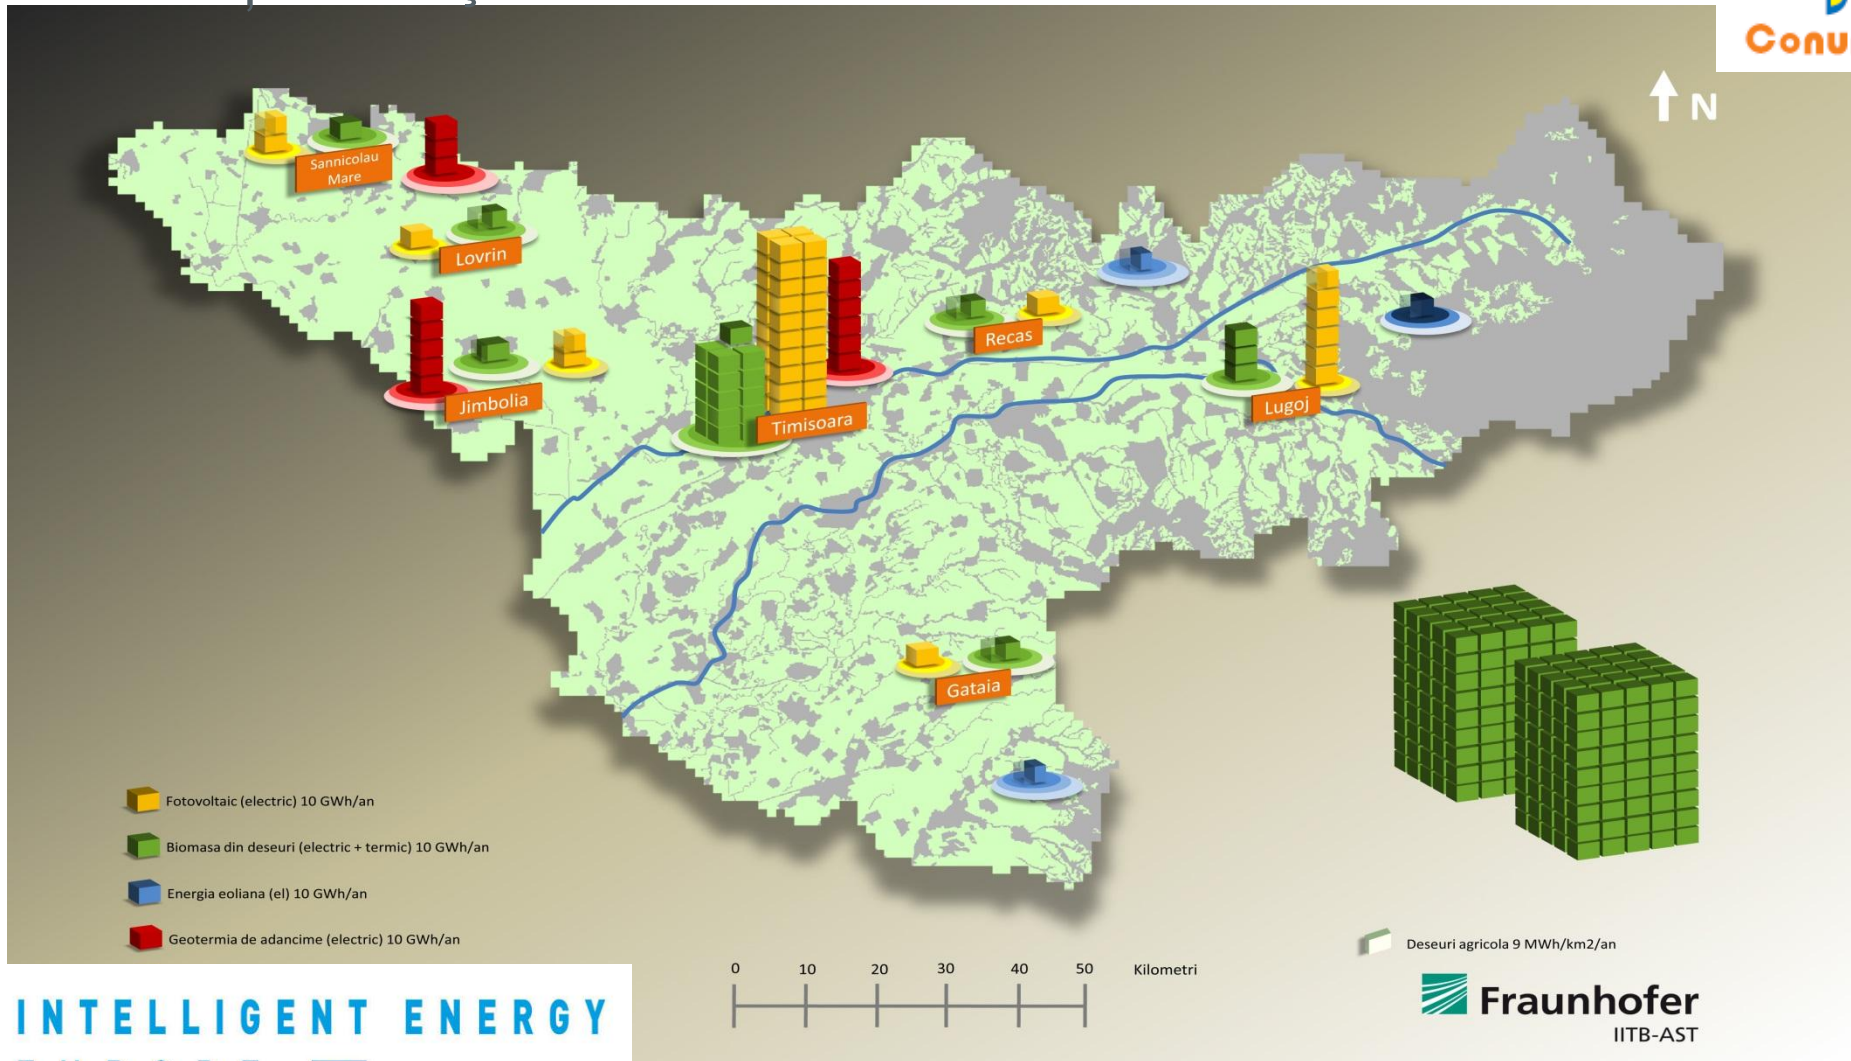 Conu
N
Sannicolau
Mare
Lovrin
Jimbolia
Timisoara
Recas
Lugoj
Gataia
Fotovoltaic (electric) 10 GWh/an
Biomasa din deseuri (electric + termic) 10 GWh/an
Energia eoliana (el) 10 GWh/an
Geotermia de adancime (electric) 10 GWh/an
Deseuri agricola 9 MWh/km2/an
0 10 20 30 40 50 Kilometri
INTELLIGENT ENERGY
Fraunhofer
IITB-AST